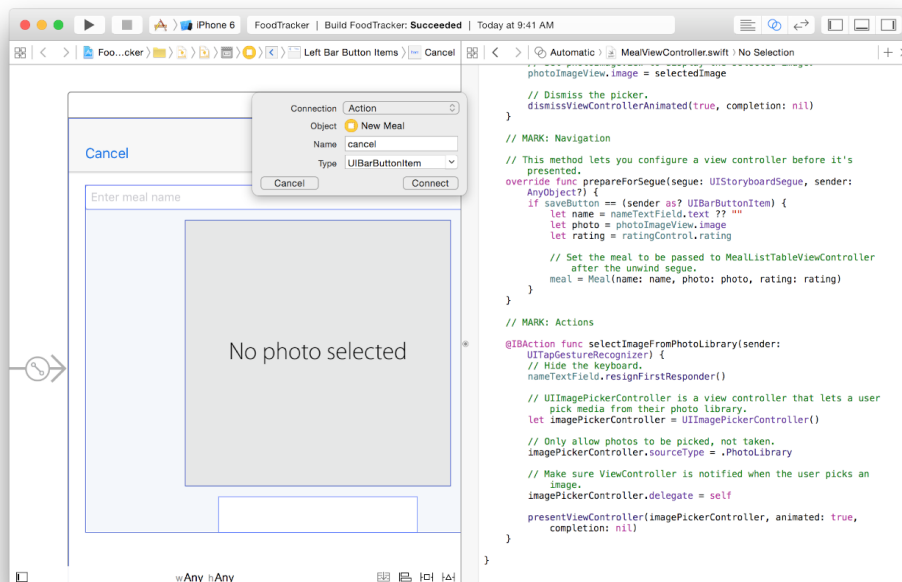 iPhone 6
FoodTracker | Build FoodTracker: Succeeded | Today at 9:41 AM
Foo...cker
Left Bar Button Items
Cancel
Automatic
MealViewController.swift
No Selection
Connection Action
Object New Meal
Name cancel
Type UIBarButtonItem
Cancel
Connect
Cancel
Enter meal name
No photo selected
wAny hAny
photoImageView.image = selectedImage
// Dismiss the picker.
dismissViewControllerAnimated(true, completion: nil)
}
// MARK: Navigation
// This method lets you configure a view controller before it's
presented.
override func prepareForSegue(segue: UIStoryboardSegue, sender:
AnyObject?) {
if saveButton === (sender as? UIBarButtonItem) {
let name = nameTextField.text ?? ""
let photo = photoImageView.image
let rating = ratingControl.rating
// Set the meal to be passed to MealListTableViewController
after the unwind segue.
meal = Meal(name: name, photo: photo, rating: rating)
}
}
// MARK: Actions
@IBAction func selectImageFromPhotoLibrary(sender:
UITapGestureRecognizer) {
// Hide the keyboard.
nameTextField.resignFirstResponder()
// UIImagePickerController is a view controller that lets a user
pick media from their photo library.
let imagePickerController = UIImagePickerController()
// Only allow photos to be picked, not taken.
imagePickerController.sourceType = .PhotoLibrary
// Make sure ViewController is notified when the user picks an
image.
imagePickerController.delegate = self
presentViewController(imagePickerController, animated: true,
completion: nil)
}
}